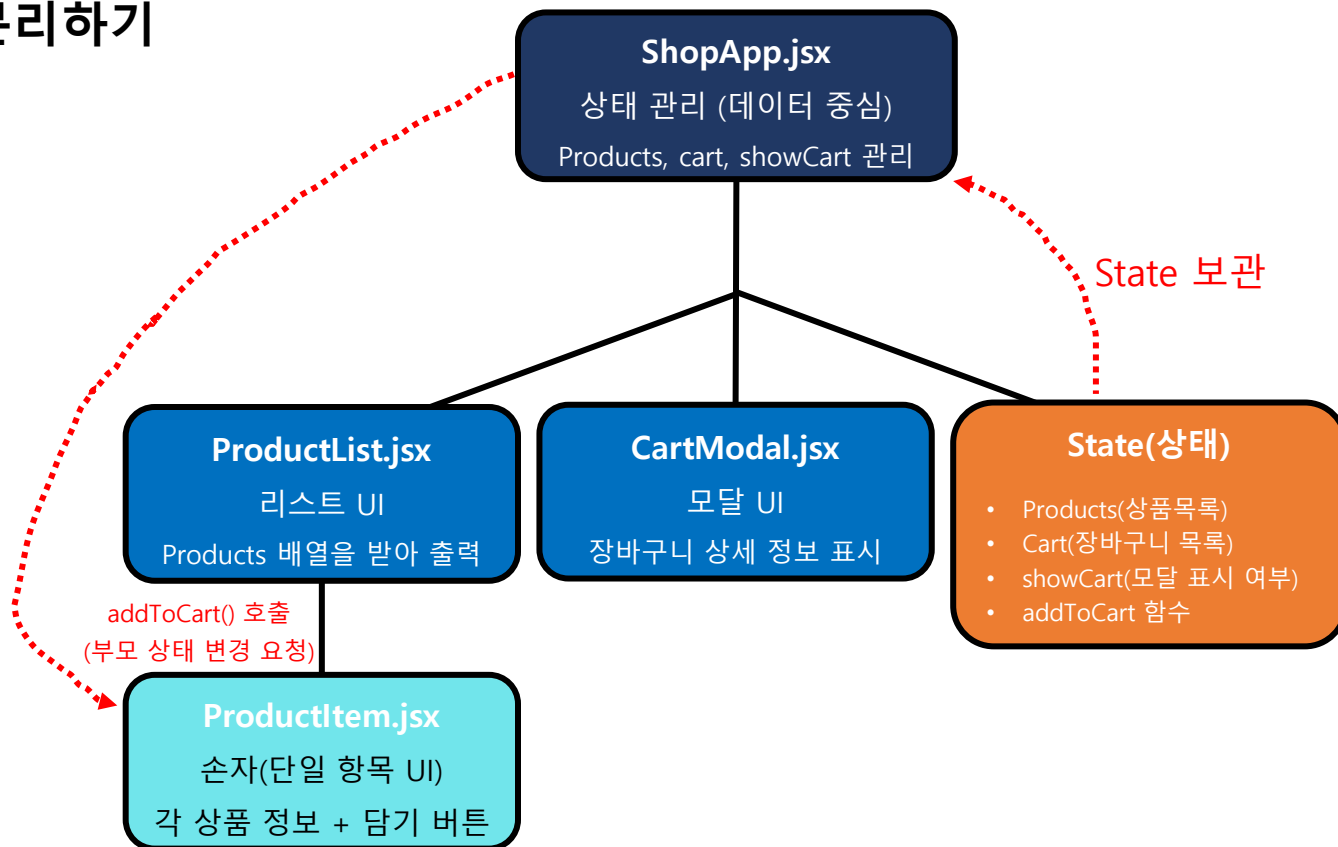 리하기
ShopApp.jsx
상태 관리 (데이터 중심)
Products, cart, showCart 관리
State 보관
ProductList.jsx
리스트 UI
Products 배열을 받아 출력
CartModal.jsx
모달 UI
장바구니 상세 정보 표시
State(상태)
• Products(상품목록)
• Cart(장바구니 목록)
• showCart(모달 표시 여부)
• addToCart 함수
addToCart() 호출
(부모 상태 변경 요청)
ProductItem.jsx
손자(단일 항목 UI)
각 상품 정보 + 담기 버튼